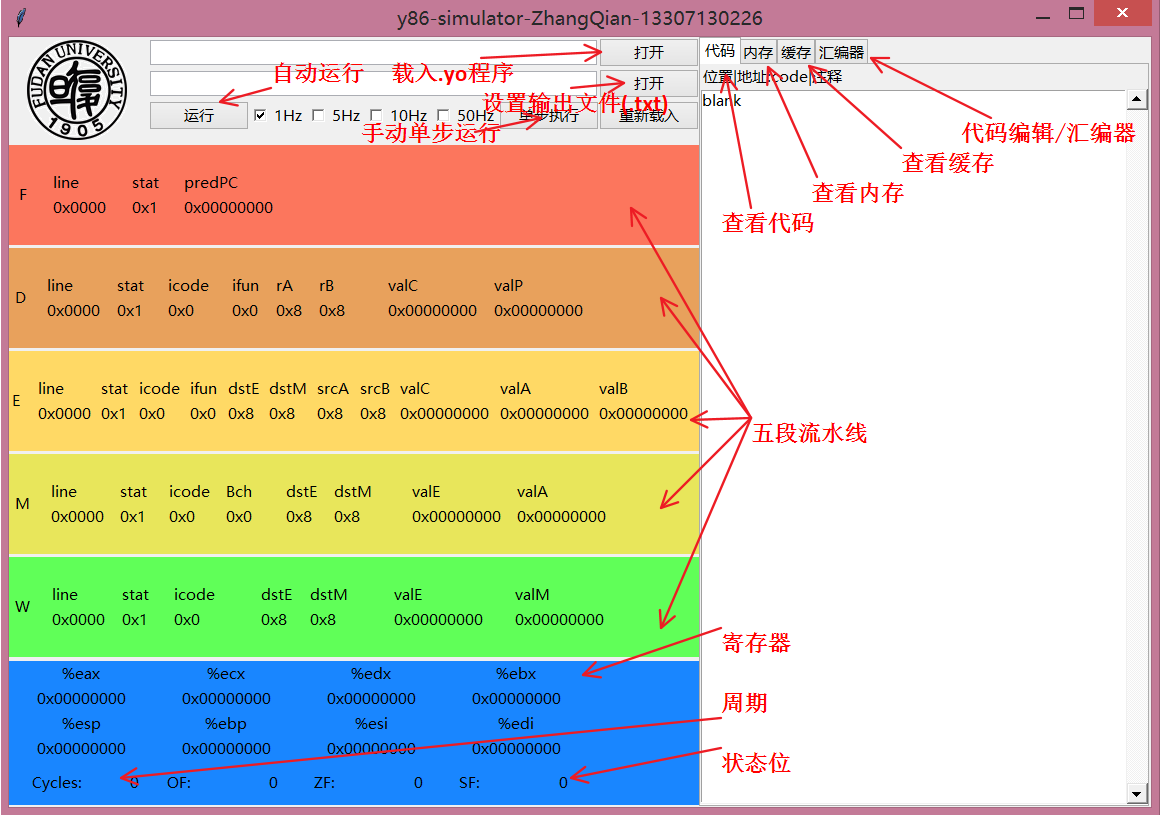 y86-simulator-ZhangQian-13307130226
FUDAN UNIVERSITY
1905
打开
代码 内存 缓存 汇编器
自动运行 载入.yo程序
打开
位置|地址|code|注释
设置输出文件(.txt)
blank
运行 1Hz 5Hz 10Hz 50Hz 单步执行 重新载入
手动单步运行
代码编辑/汇编器
查看缓存
查看内存
查看代码
F
line stat predPC
0x0000 0x1 0x00000000
D
line stat icode ifun rA rB valC valP
0x0000 0x1 0x0 0x0 0x8 0x8 0x00000000 0x00000000
E
line stat icode ifun dstE dstM srcA srcB valC valA valB
0x0000 0x1 0x0 0x0 0x8 0x8 0x8 0x8 0x00000000 0x00000000 0x00000000
五段流水线
M
line stat icode Bch dstE dstM valE valA
0x0000 0x1 0x0 0x0 0x8 0x8 0x00000000 0x00000000
W
line stat icode dstE dstM valE valM
0x0000 0x1 0x0 0x8 0x8 0x00000000 0x00000000
寄存器
%eax %ecx %edx %ebx
0x00000000 0x00000000 0x00000000 0x00000000
周期
%esp %ebp %esi %edi
0x00000000 0x00000000 0x00000000 0x00000000
状态位
Cycles: 0 OF: 0 ZF: 0 SF: 0